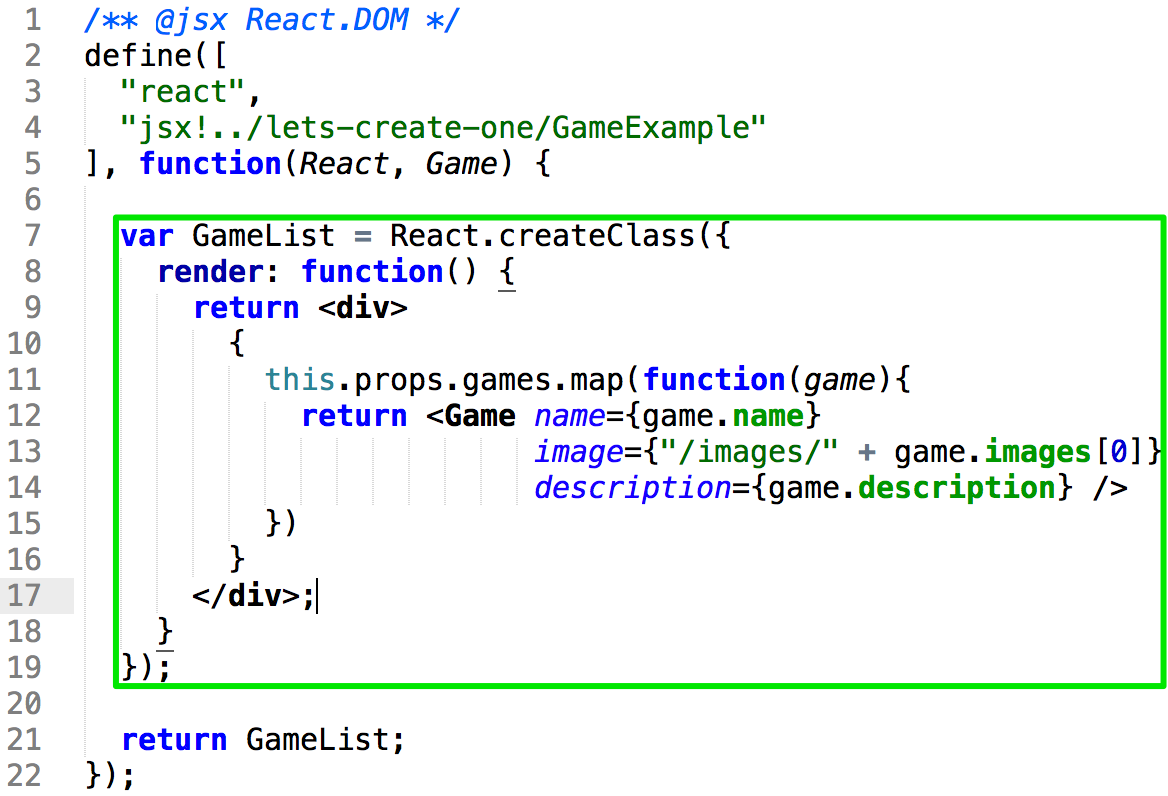 1 /** @jsx React.DOM */
2 define([
3   "react",
4   "jsx!../lets-create-one/GameExample"
5 ], function(React, Game) {
6
7   var GameList = React.createClass({
8     render: function() {
9       return <div>
10         {
11           this.props.games.map(function(game){
12             return <Game name={game.name}
13                          image={"/images/" + game.images[0]}
14                          description={game.description} />
15           })
16         }
17       </div>;
18     }
19   });
20
21   return GameList;
22 });